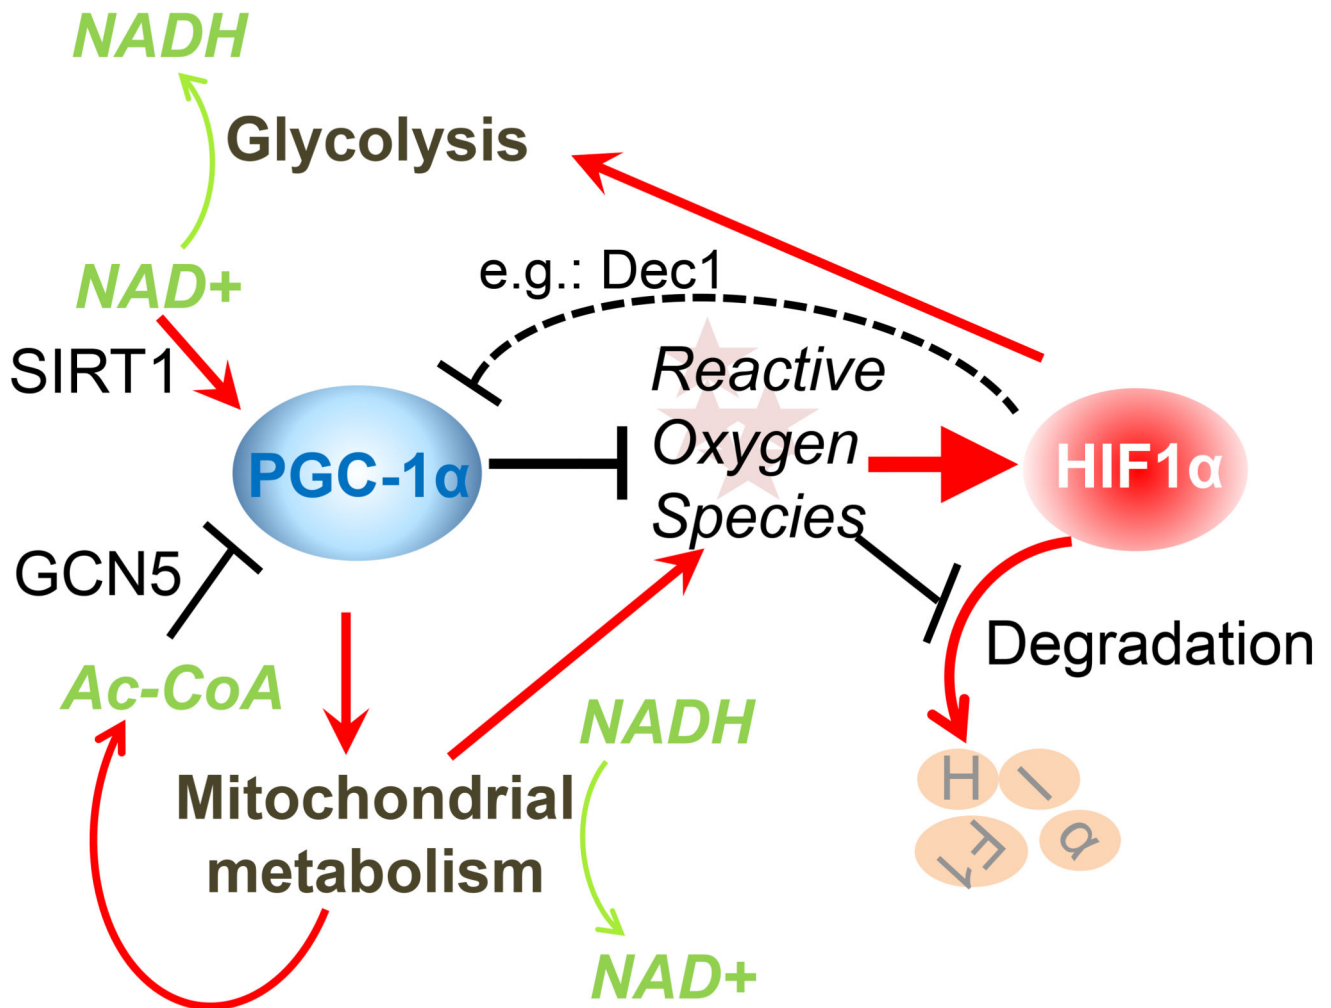 NADH
Glycolysis
NAD+
e.g.: Dec1
SIRT1
Reactive
Oxygen
Species
PGC-1α
HIF1α
GCN5
Degradation
Ac-CoA
NADH
Mitochondrial
metabolism
H
I
F1
α
NAD+